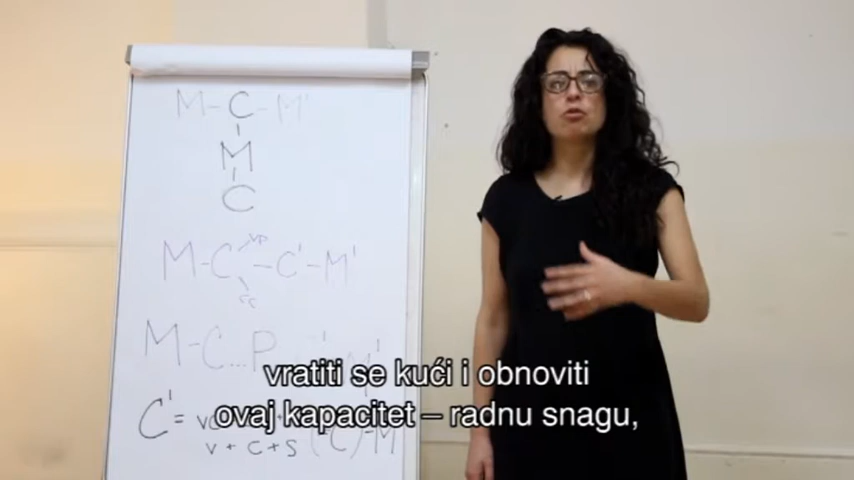 M-C-M'
M
C
M-C-C'-M'
M-C...P
C' =
v+c+s (C')-M
vratiti se kući i obnoviti
ovaj kapacitet – radnu snagu,